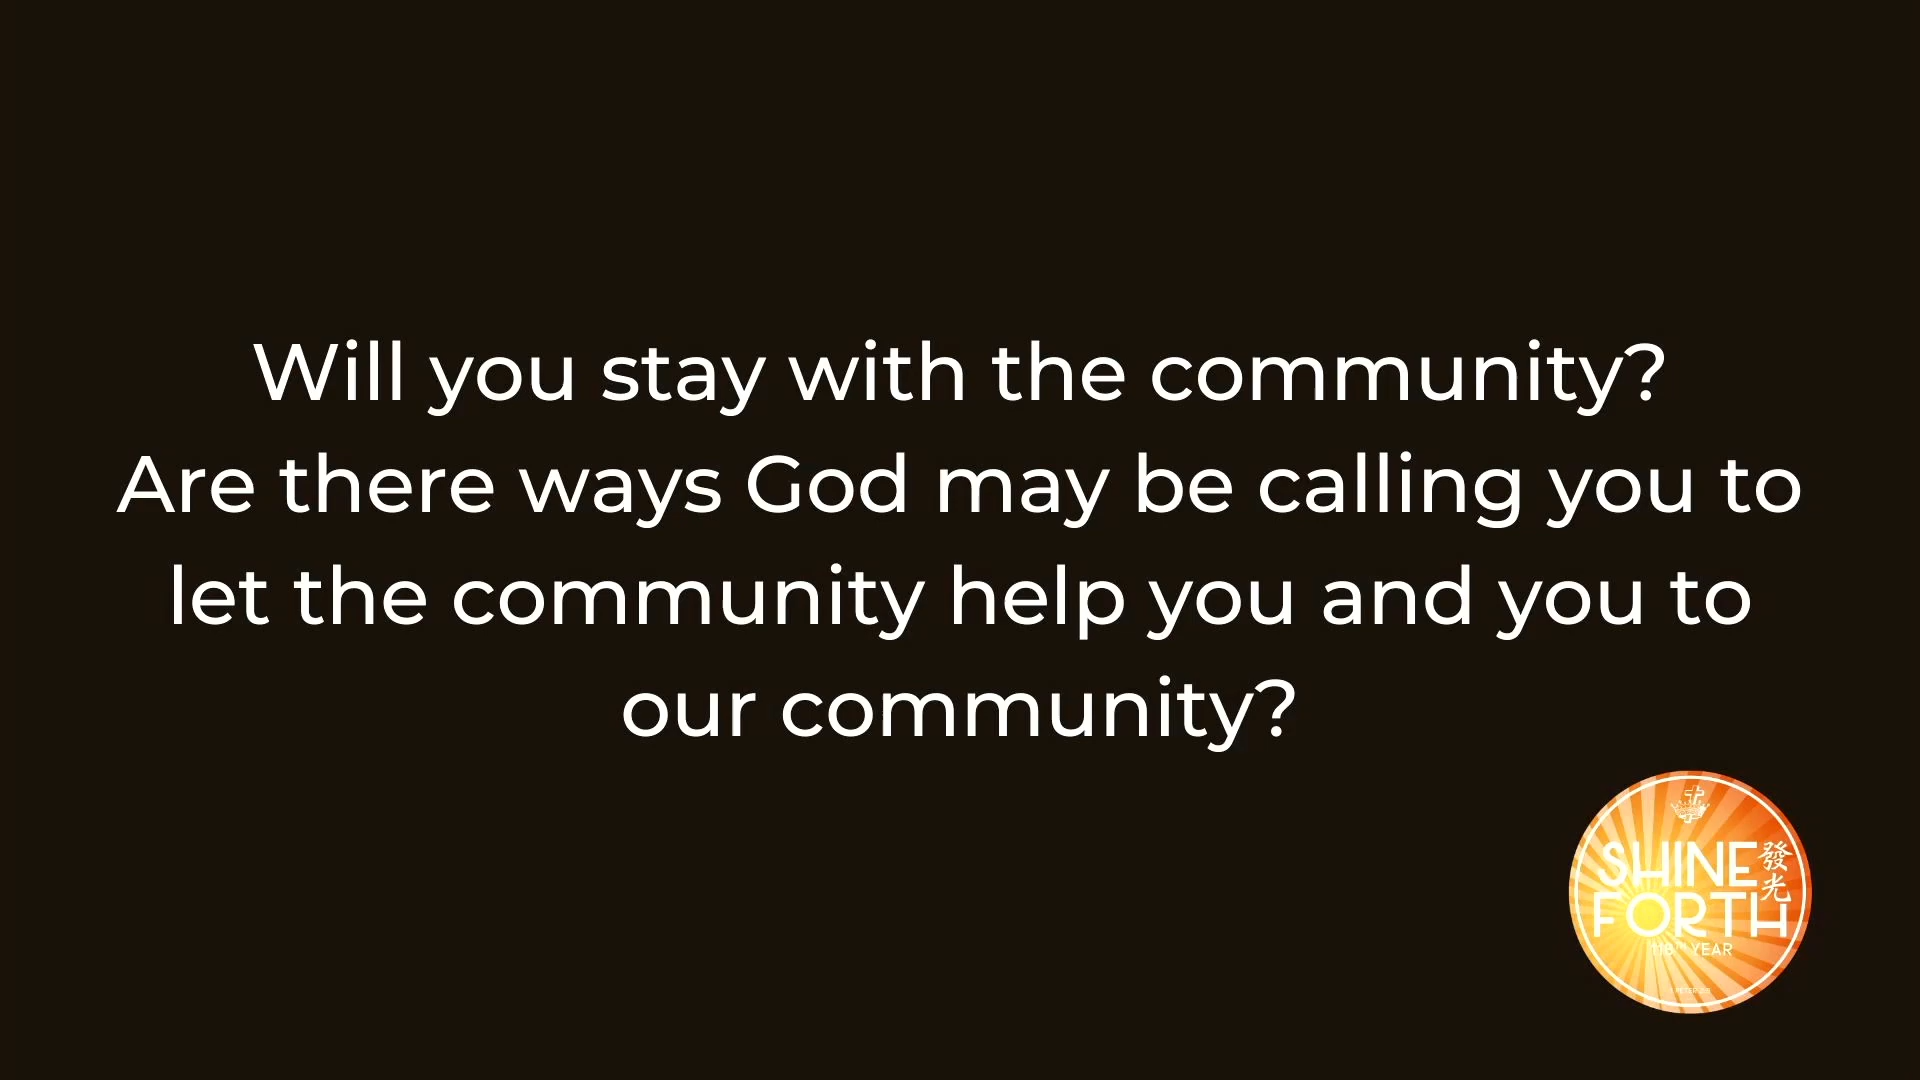 Will you stay with the community?
Are there ways God may be calling you to
let the community help you and you to
our community?
SHINE 發光
FORTH
YEAR